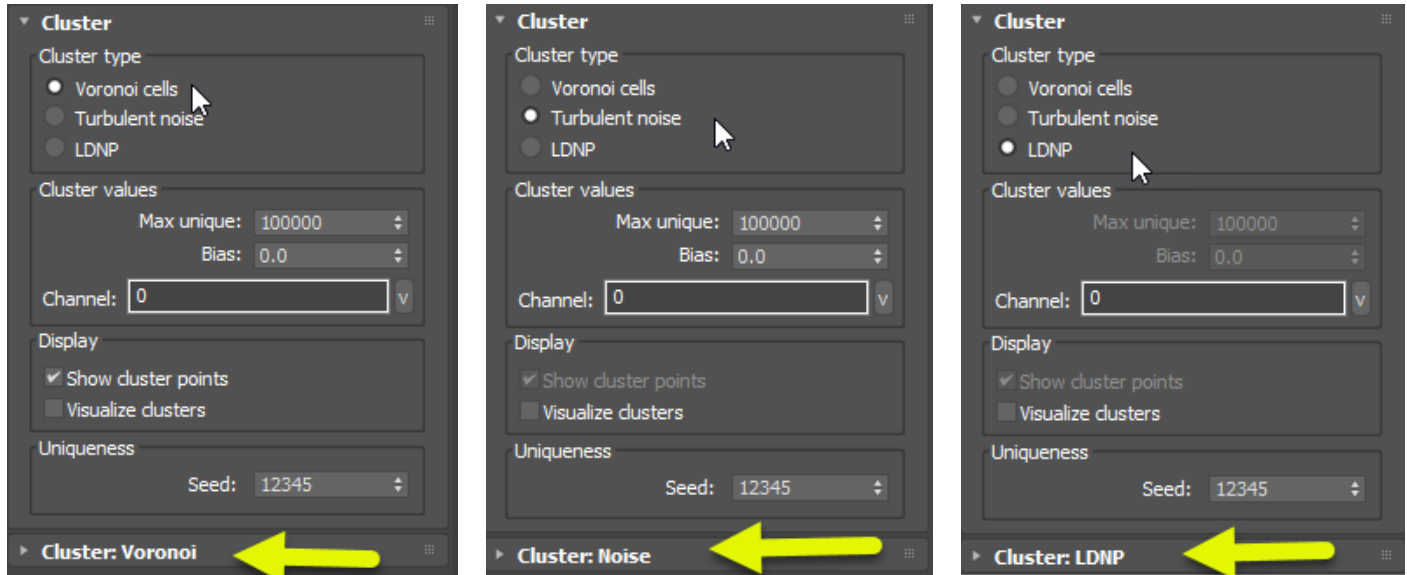 Cluster
Cluster type
Voronoi cells
Turbulent noise
LDNP
Cluster values
Max unique: 100000
Bias: 0.0
Channel: 0 v
Display
Show cluster points
Visualize clusters
Uniqueness
Seed: 12345
Cluster: Voronoi
Cluster
Cluster type
Voronoi cells
Turbulent noise
LDNP
Cluster values
Max unique: 100000
Bias: 0.0
Channel: 0 v
Display
Show cluster points
Visualize clusters
Uniqueness
Seed: 12345
Cluster: Noise
Cluster
Cluster type
Voronoi cells
Turbulent noise
LDNP
Cluster values
Max unique: 100000
Bias: 0.0
Channel: 0 v
Display
Show cluster points
Visualize clusters
Uniqueness
Seed: 12345
Cluster: LDNP